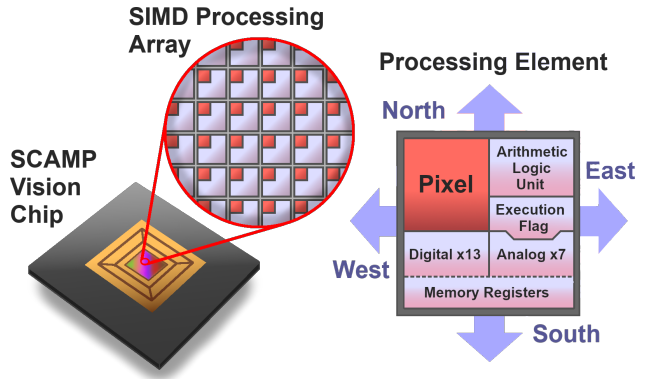 SIMD Processing
Array
SCAMP
Vision
Chip
Processing Element
North
Pixel
Arithmetic
Logic
Unit
East
Execution
Flag
West
Digital x13
Analog x7
Memory Registers
South